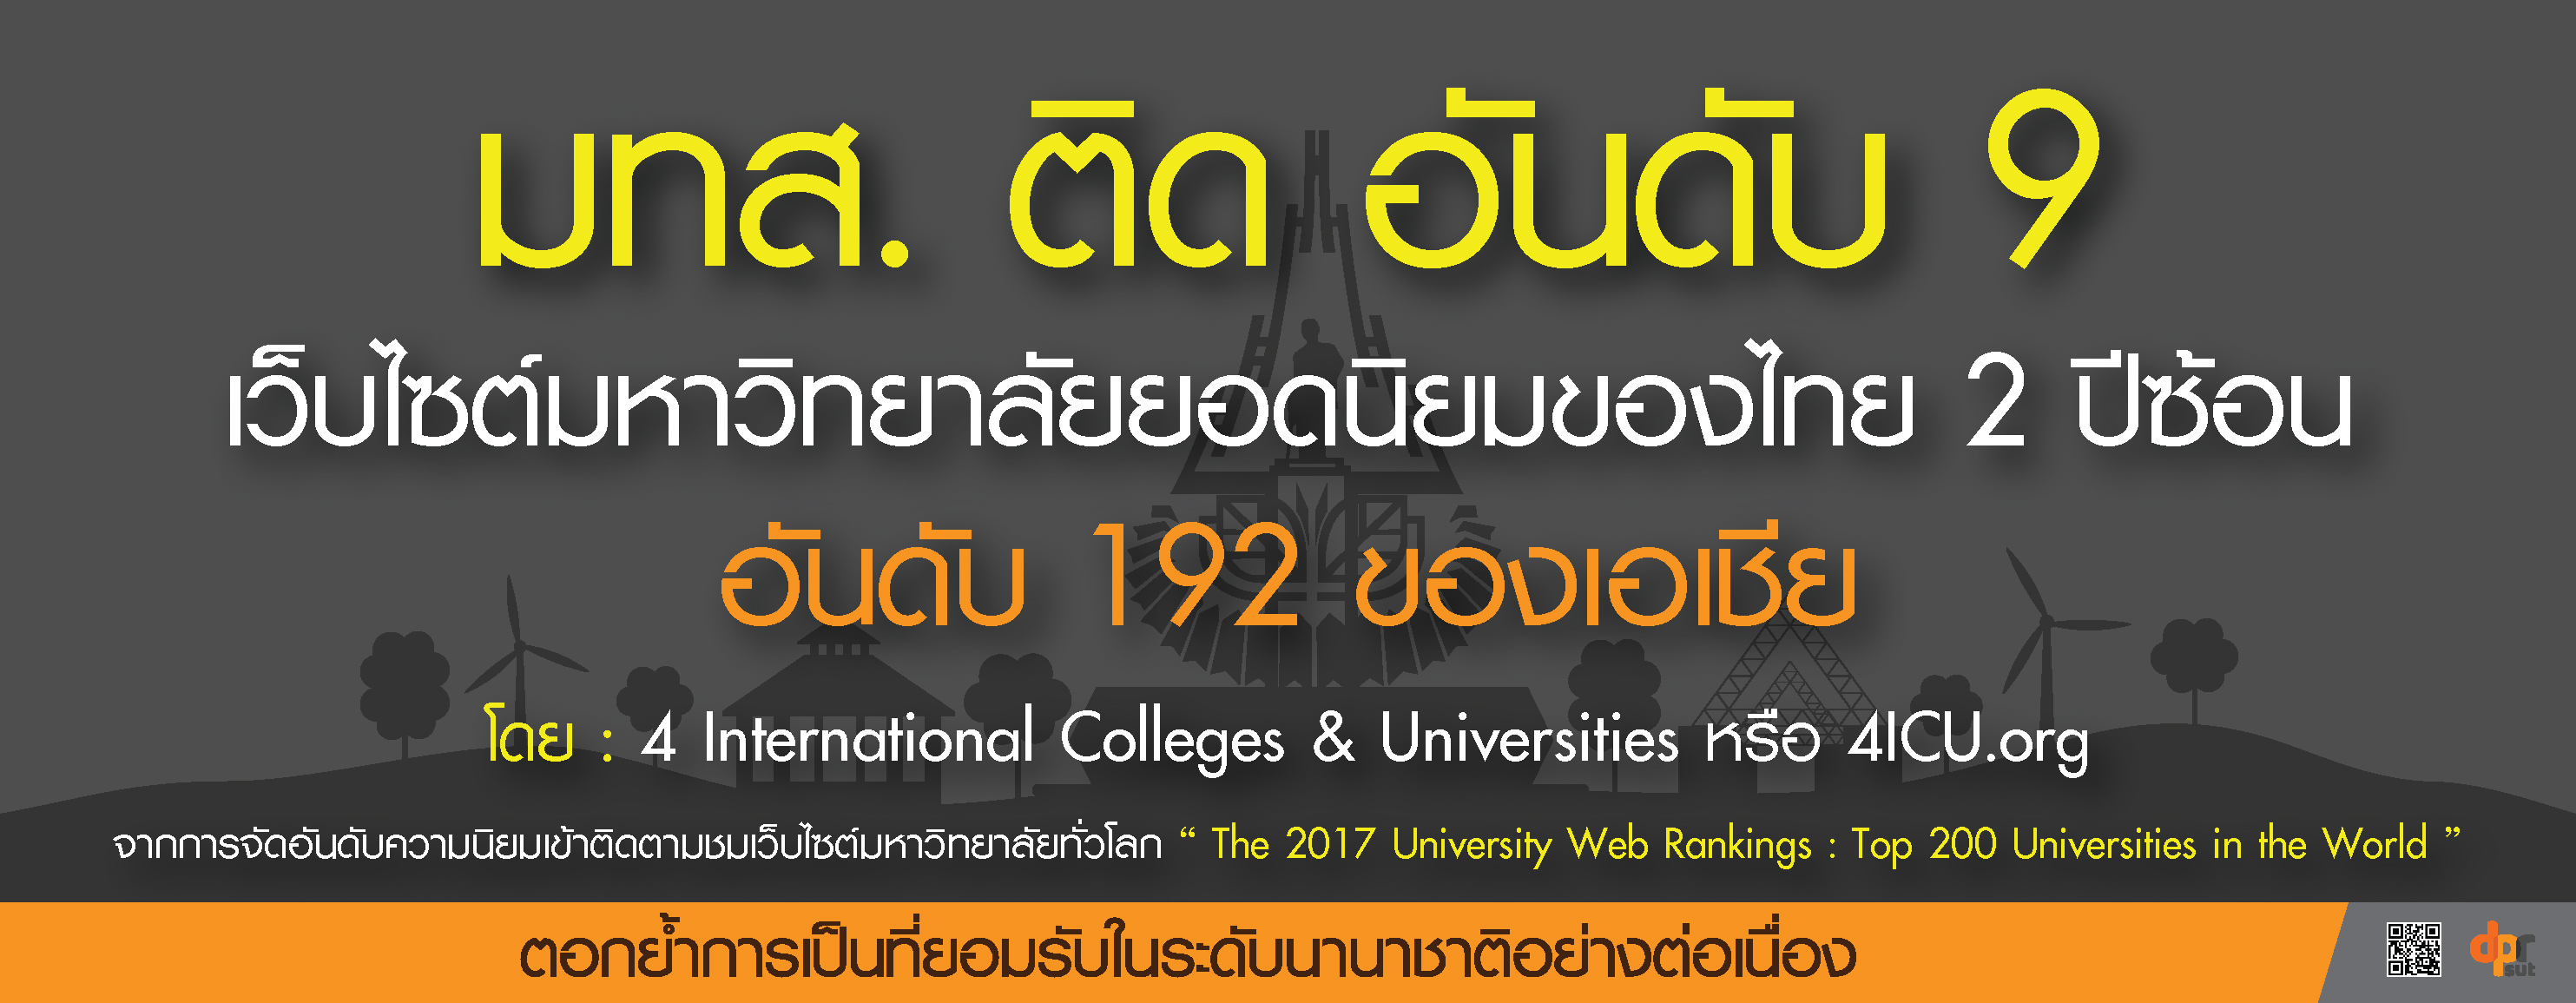 มทส. ติด อันดับ 9
เว็บไซต์มหาวิทยาลัยยอดนิยมของไทย 2 ปีซ้อน
อันดับ 192 ของเอเชีย
โดย : 4 International Colleges & Universities หรือ 4ICU.org
จากการจัดอันดับความนิยมเข้าติดตามชมเว็บไซต์มหาวิทยาลัยทั่วโลก “ The 2017 University Web Rankings : Top 200 Universities in the World ”
ตอกย้ำการเป็นที่ยอมรับในระดับนานาชาติอย่างต่อเนื่อง
dpr
sut